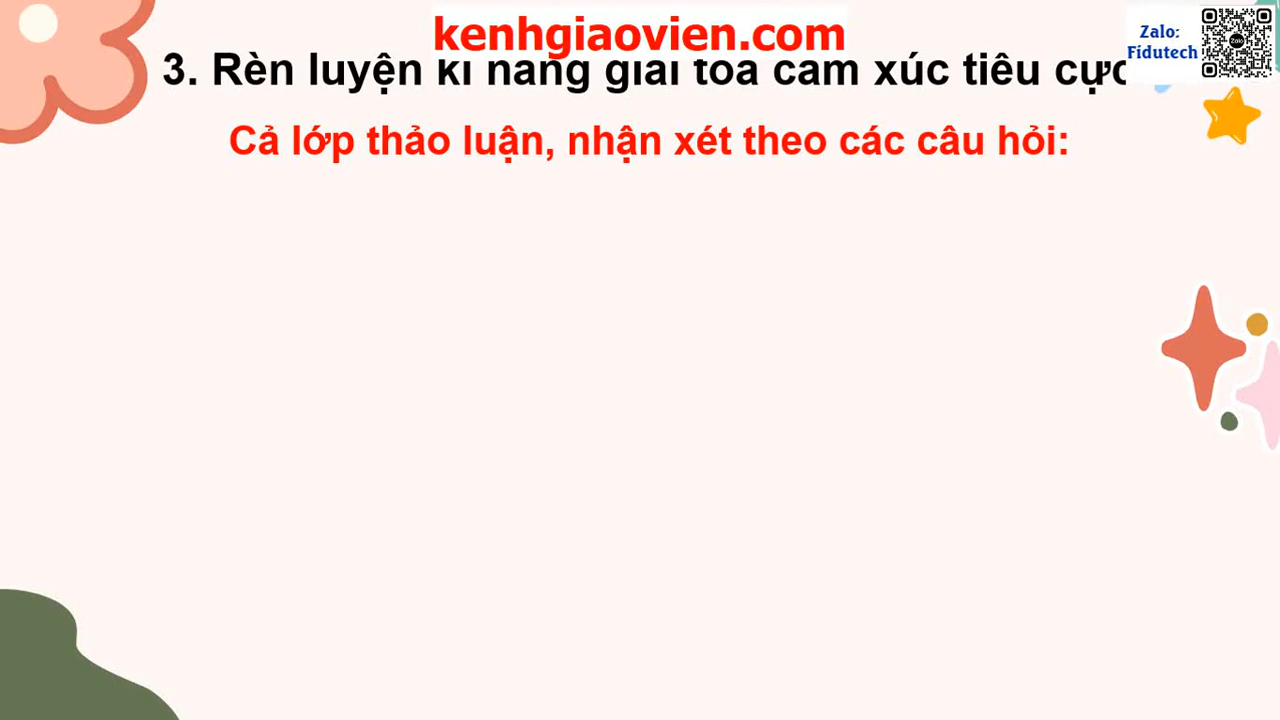 kenhgiaovien.com
Zalo:
Fidutech
Zalo
3. Rèn luyện kĩ năng giải tỏa cảm xúc tiêu cực
Cả lớp thảo luận, nhận xét theo các câu hỏi: